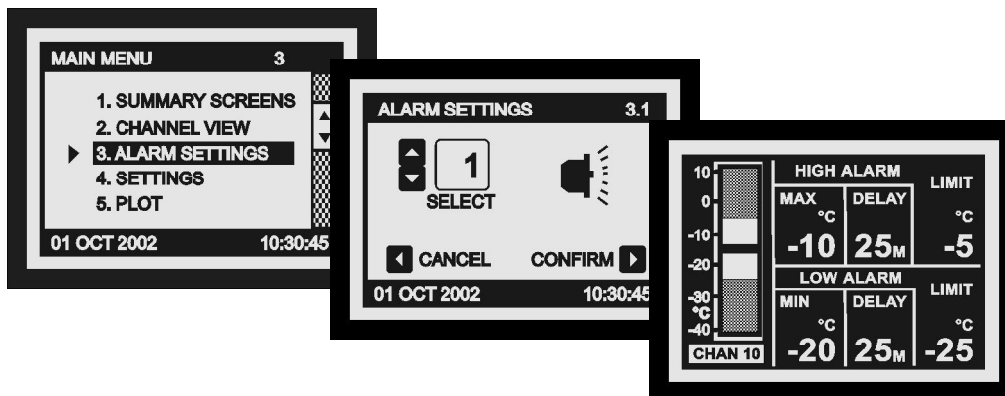 MAIN MENU 3
1. SUMMARY SCREENS
2. CHANNEL VIEW
3. ALARM SETTINGS
4. SETTINGS
5. PLOT
01 OCT 2002 10:30:45
ALARM SETTINGS 3.1
1
SELECT
CANCEL CONFIRM
01 OCT 2002 10:30:45
10
0
-10
-20
-30
°C
-40
CHAN 10
HIGH ALARM
MAX DELAY LIMIT
°C °C
-10 25M -5
LOW ALARM
MIN DELAY LIMIT
°C °C
-20 25M -25